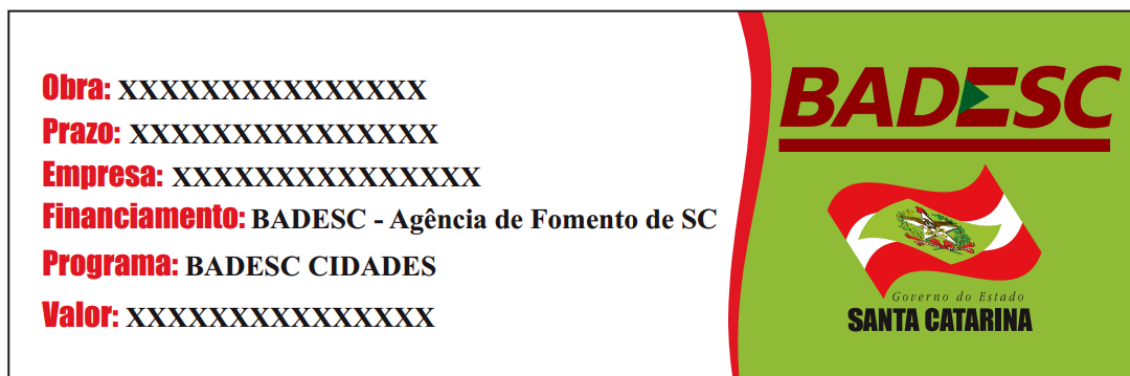 Obra: XXXXXXXXXXXXXXX
Prazo: XXXXXXXXXXXXXXX
Empresa: XXXXXXXXXXXXXXX
Financiamento: BADESC - Agência de Fomento de SC
Programa: BADESC CIDADES
Valor: XXXXXXXXXXXXXXX
BADESC
Governo do Estado
SANTA CATARINA